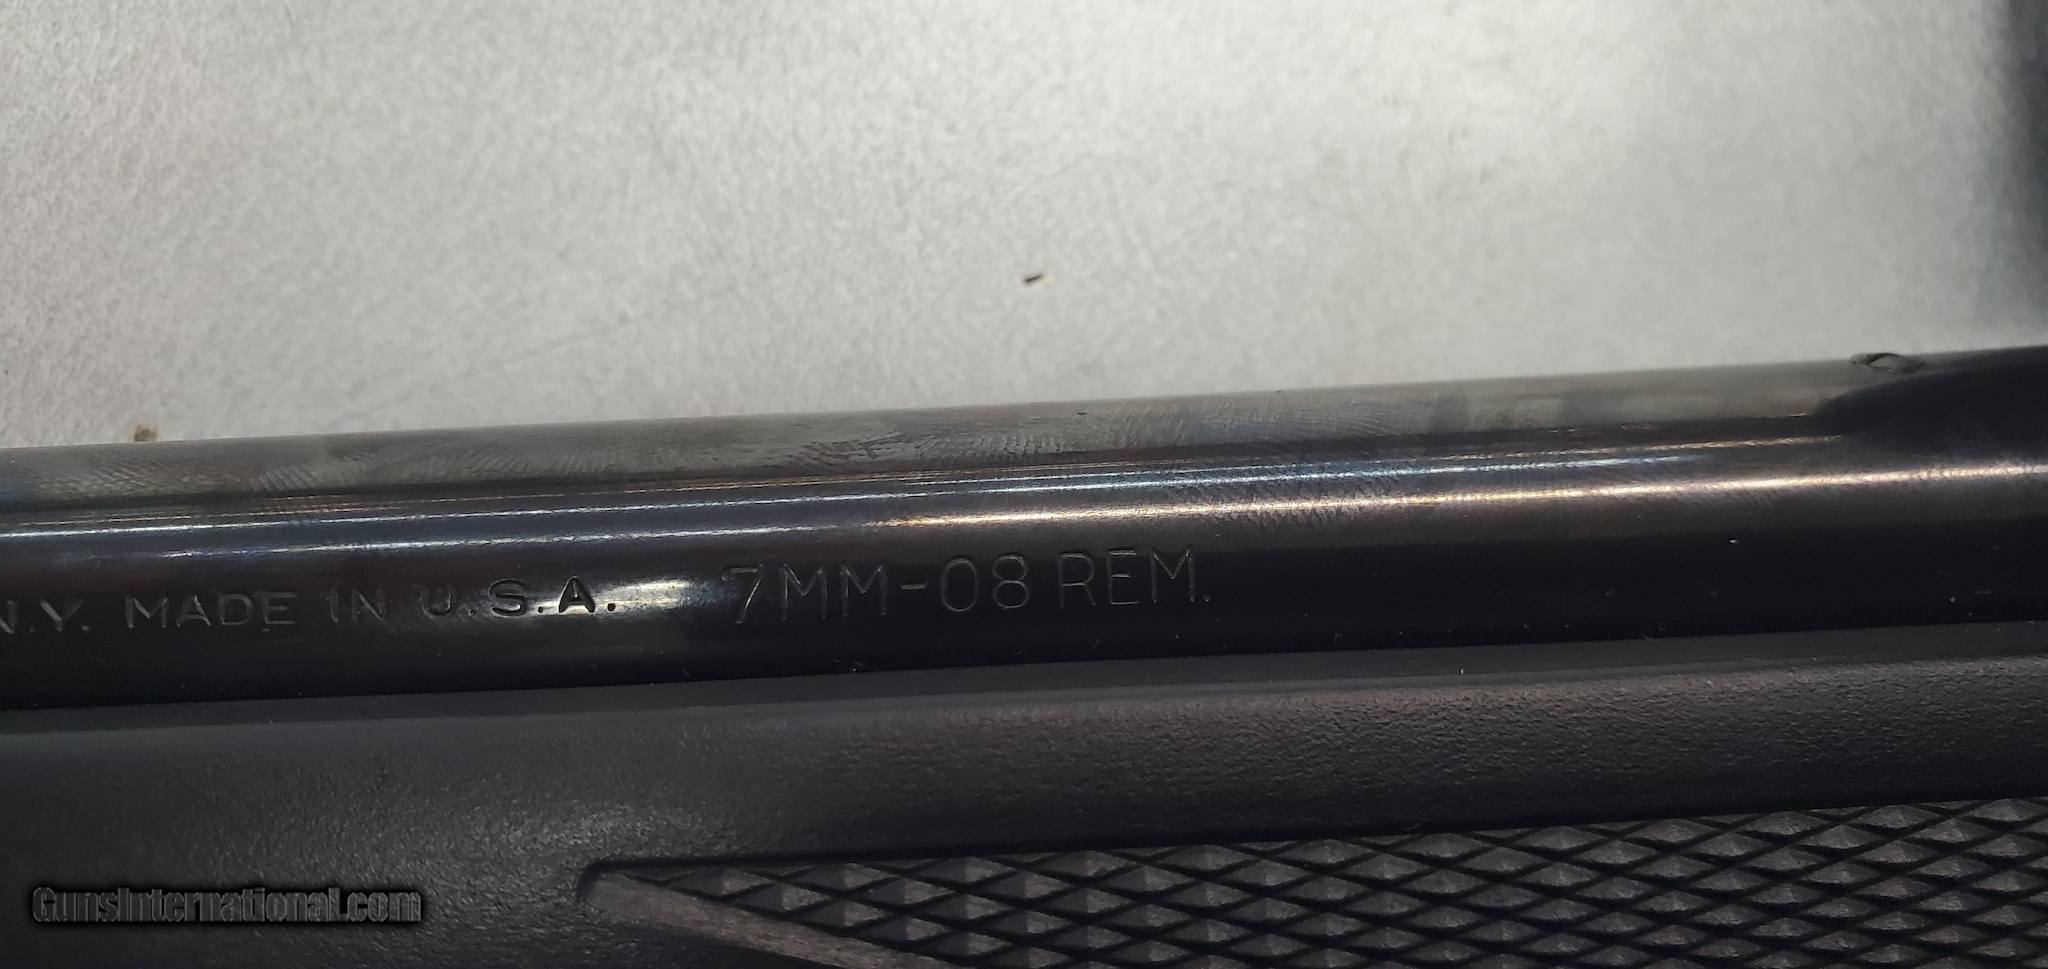 N.Y. MADE IN U.S.A. 7MM-08 REM.
GunsInternational.com